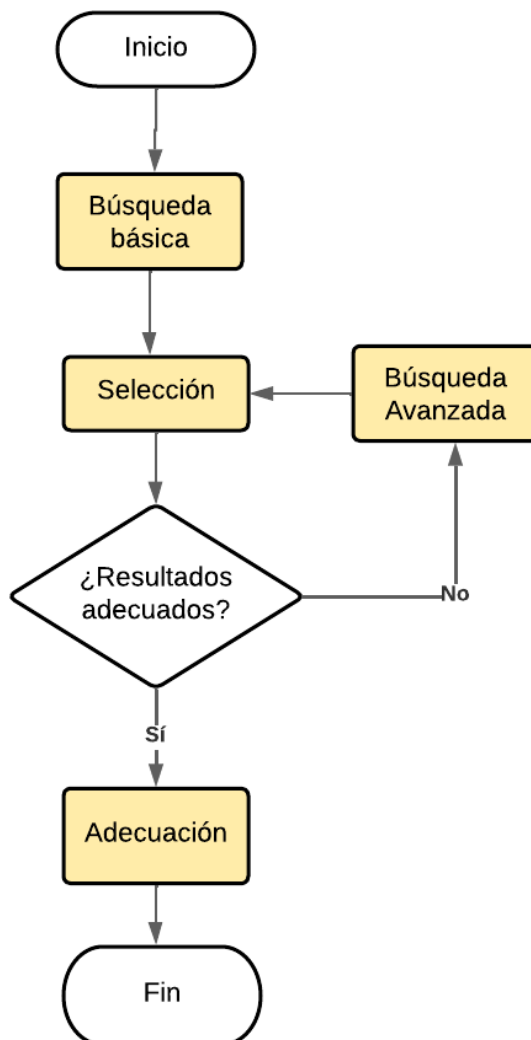 Inicio
Búsqueda
básica
Selección
Búsqueda
Avanzada
¿Resultados
adecuados?
No
Sí
Adecuación
Fin